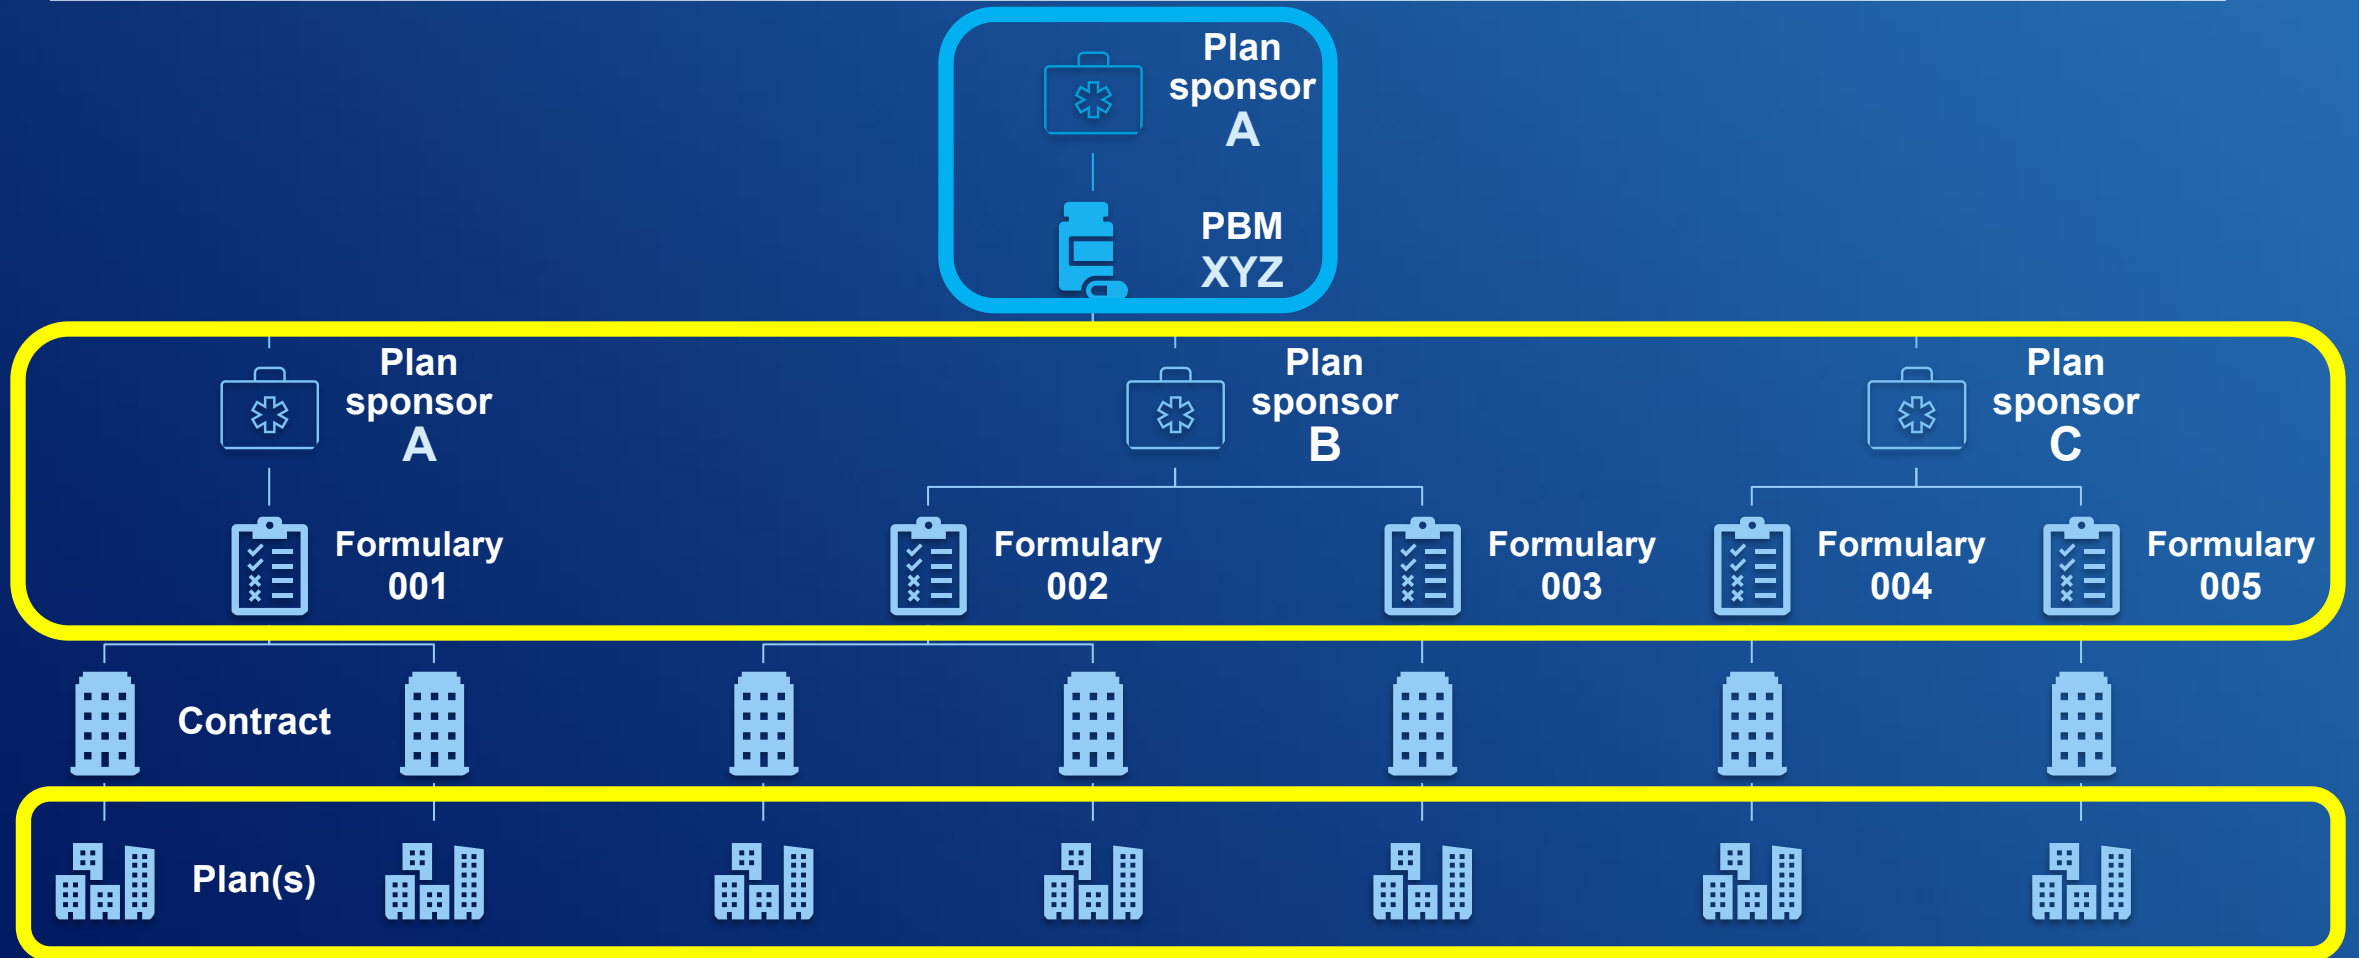 Plan
sponsor
A
PBM
XYZ
Plan
sponsor
A
Plan
sponsor
B
Plan
sponsor
C
Formulary
001
Formulary
002
Formulary
003
Formulary
004
Formulary
005
Contract
Plan(s)